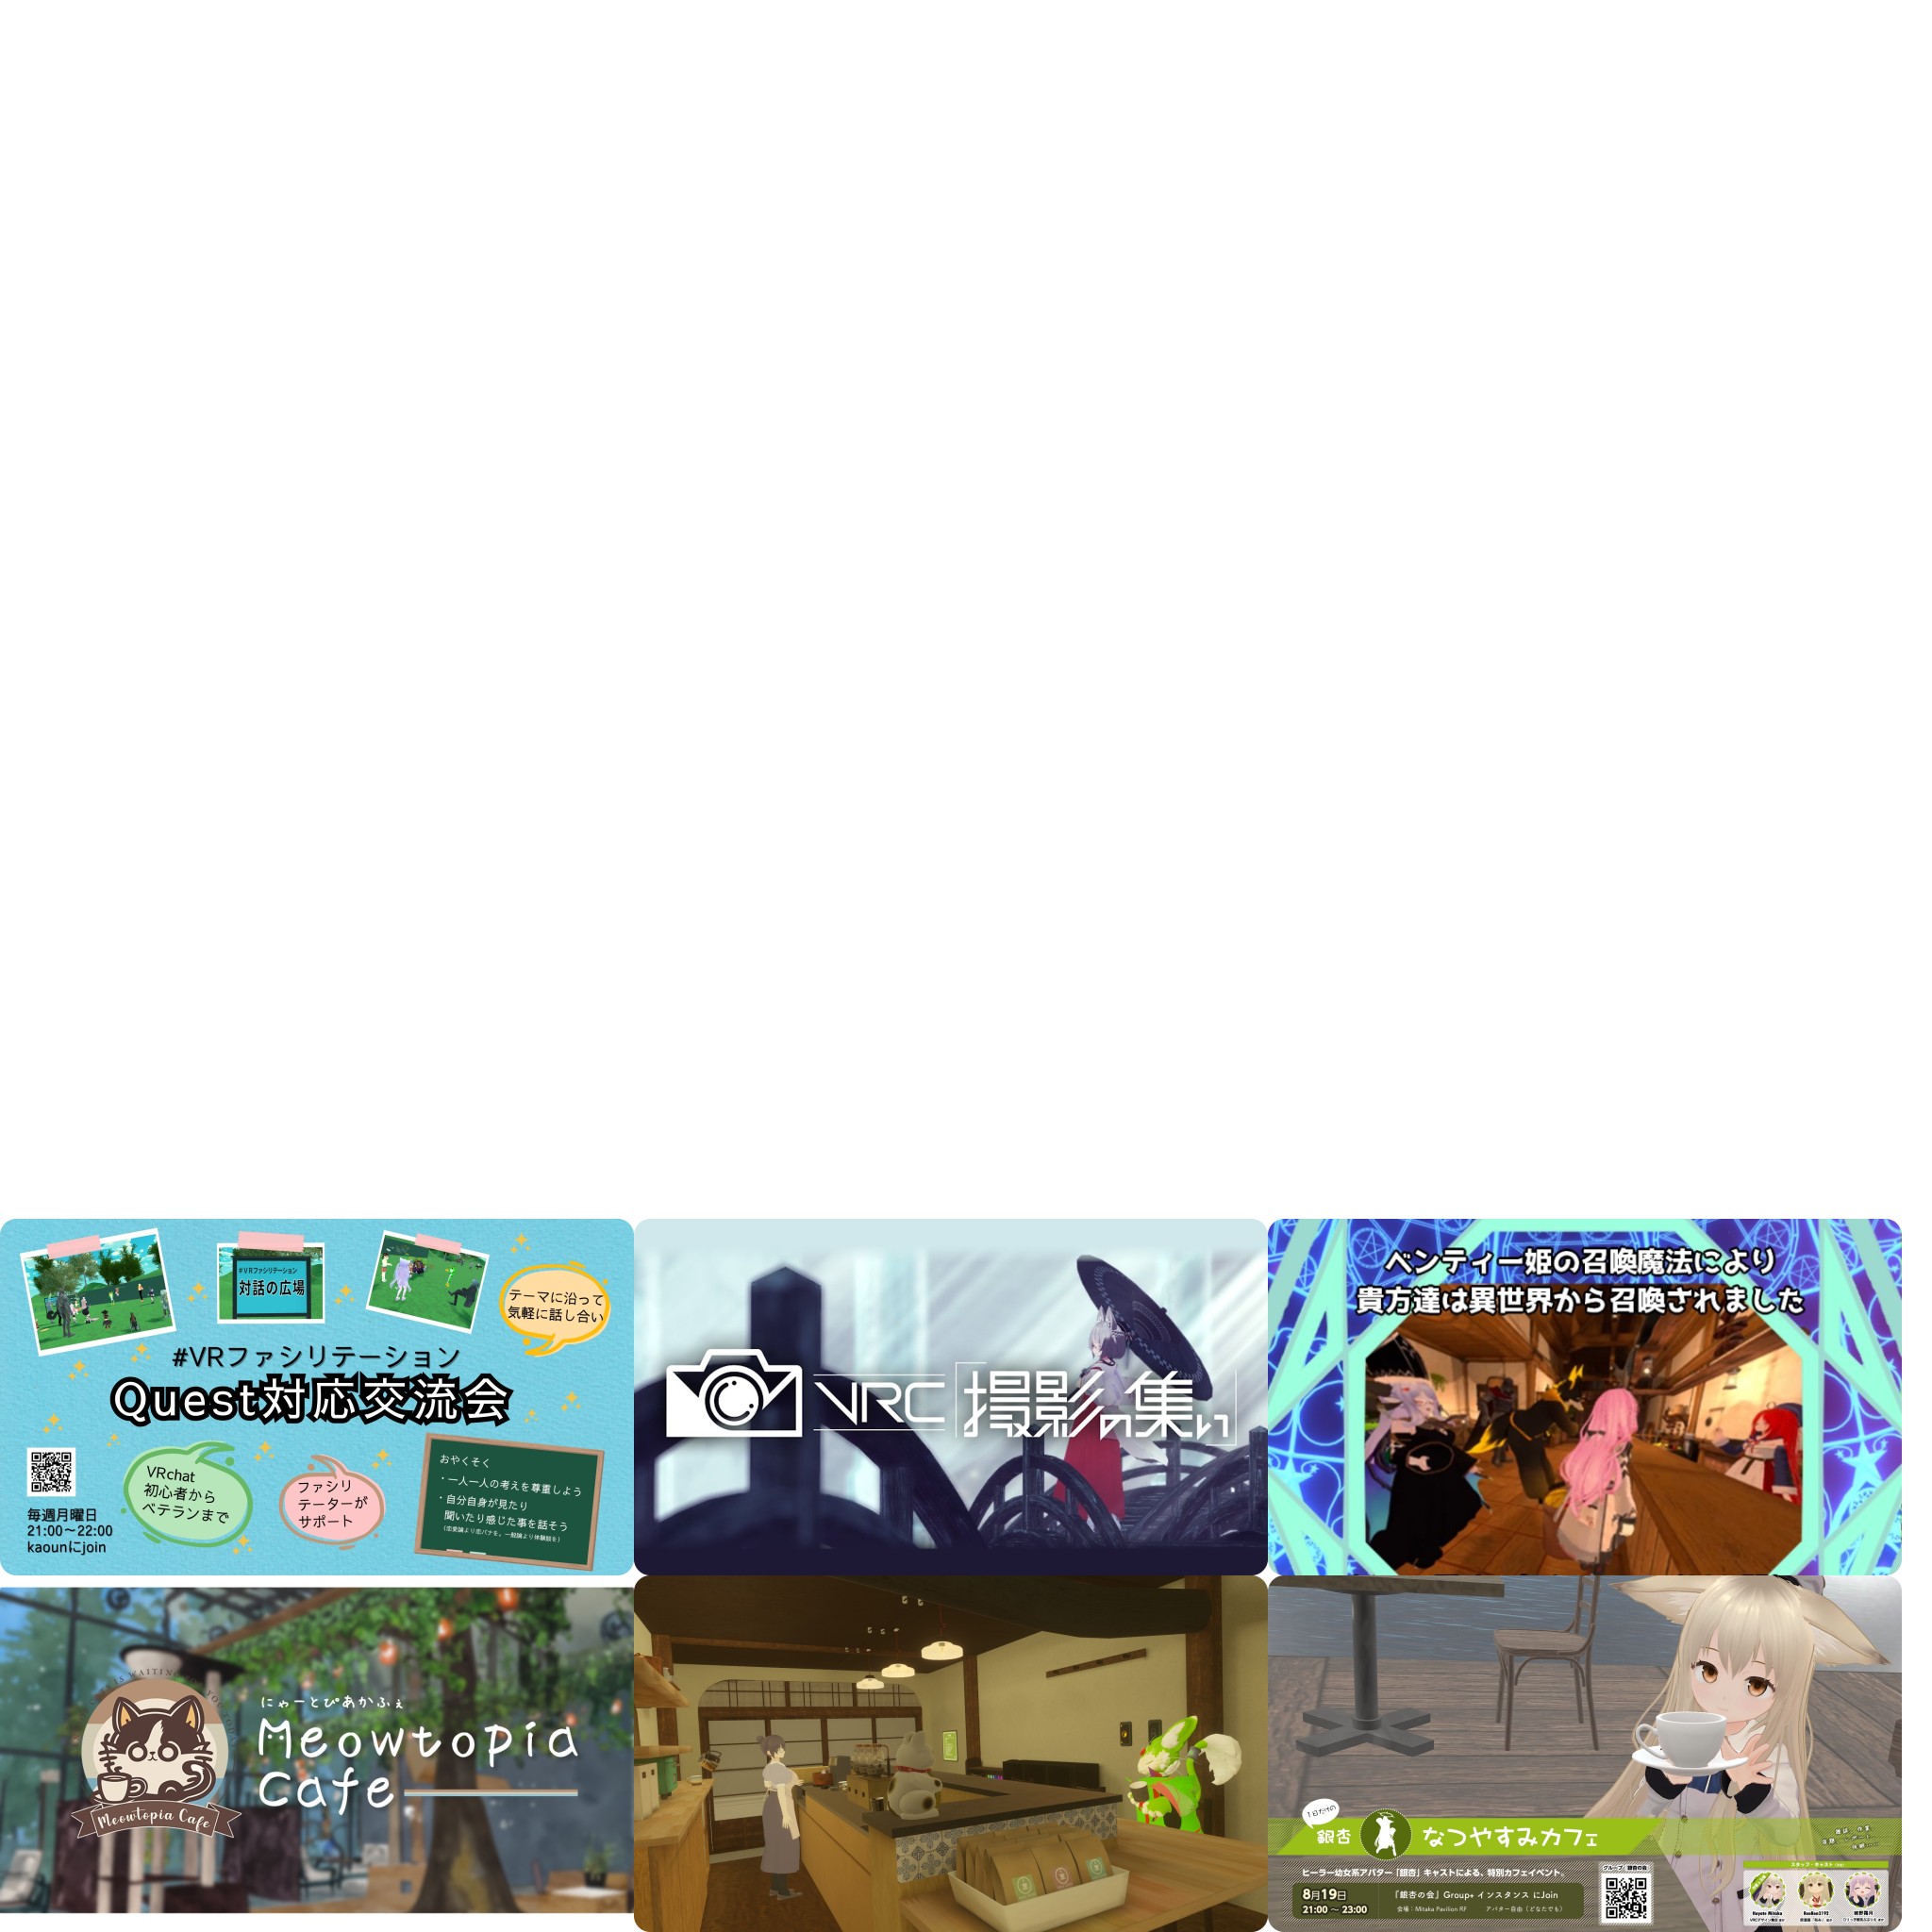 #VRファシリテーション
対話の広場
テーマに沿って
気軽に話し合い
#VRファシリテーション
Quest対応交流会
VRchat
初心者から
ベテランまで
ファシリ
テーターが
サポート
おやくそく
・一人一人の考えを尊重しよう
・自分自身が見たり
聞いたり感じた事を話そう
毎週月曜日
21:00～22:00
kaounにjoin
VRC 撮影の集い
ベンティー姫の召喚魔法により
貴方達は異世界から召喚されました
にゃーとぴあかふぇ
Meowtopia
Cafe
Meowtopia Cafe
1日だけの
銀杏 なつやすみカフェ
ヒーラー幼女系アバター「銀杏」キャストによる、特別カフェイベント。
8月19日
21:00 ～ 23:00
『銀杏の会』Group+ インスタンス にJoin
会場：Mitaka Pavilion RF アバター自由（どなたでも）
グループ 銀杏の会
Hayato Mitaka